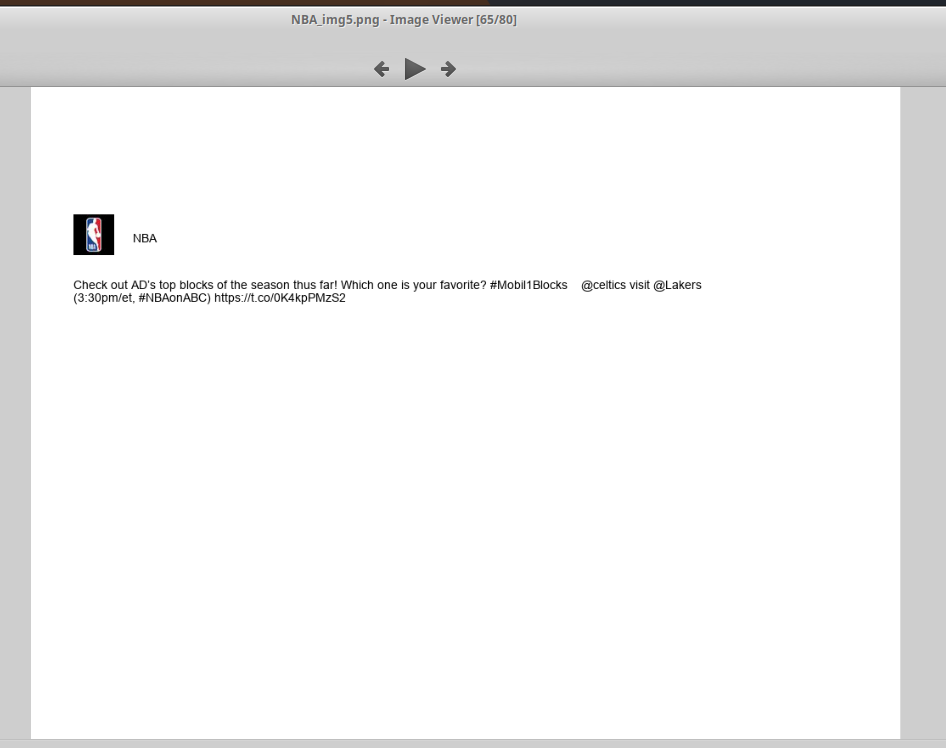 NBA_img5.png - Image Viewer [65/80]
NBA
Check out AD's top blocks of the season thus far! Which one is your favorite? #Mobil1Blocks    @celtics visit @Lakers
(3:30pm/et, #NBAonABC) https://t.co/0K4kpPMzS2